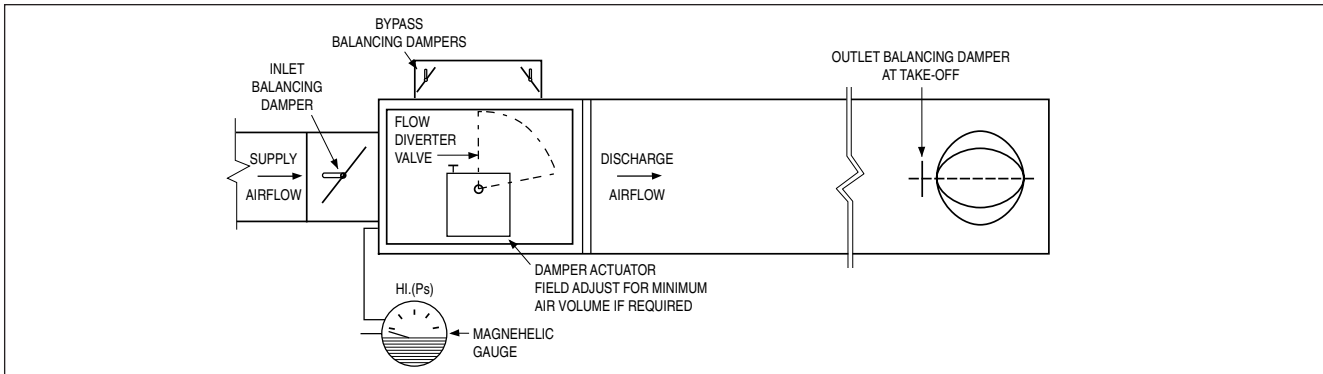 BYPASS
BALANCING DAMPERS
OUTLET BALANCING DAMPER
AT TAKE-OFF
INLET
BALANCING
DAMPER
FLOW
DIVERTER
VALVE
SUPPLY
AIRFLOW
DISCHARGE
AIRFLOW
DAMPER ACTUATOR
FIELD ADJUST FOR MINIMUM
AIR VOLUME IF REQUIRED
HI.(Ps)
MAGNEHELIC
GAUGE